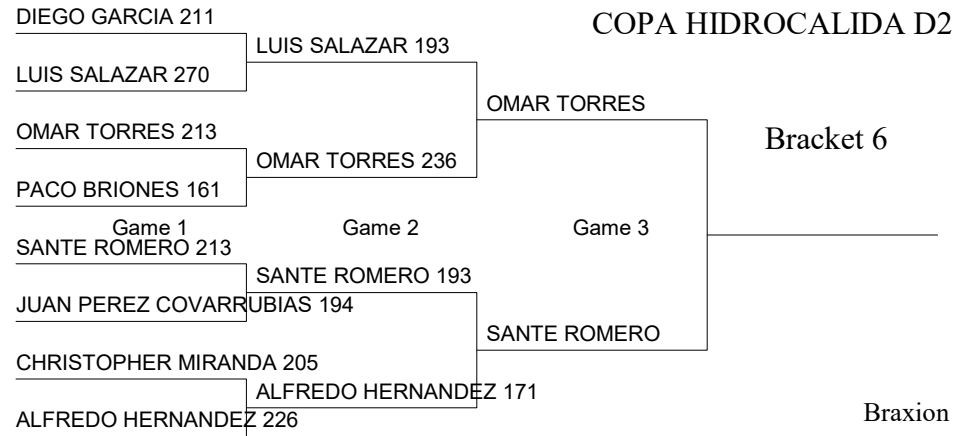 DIEGO GARCIA 211
COPA HIDROCALIDA D2
LUIS SALAZAR 193
LUIS SALAZAR 270
OMAR TORRES
OMAR TORRES 213
Bracket 6
OMAR TORRES 236
PACO BRIONES 161
Game 1
Game 2
Game 3
SANTE ROMERO 213
SANTE ROMERO 193
JUAN PEREZ COVARRUBIAS 194
SANTE ROMERO
CHRISTOPHER MIRANDA 205
ALFREDO HERNANDEZ 171
ALFREDO HERNANDEZ 226
Braxion